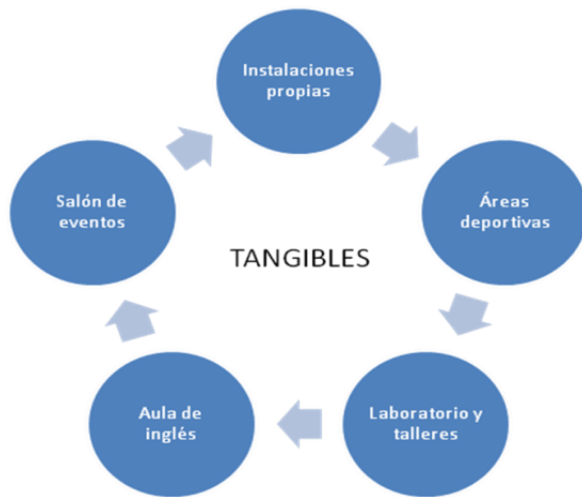 Instalaciones
propias
Áreas
deportivas
Laboratorio y
talleres
Aula de
inglés
Salón de
eventos
TANGIBLES